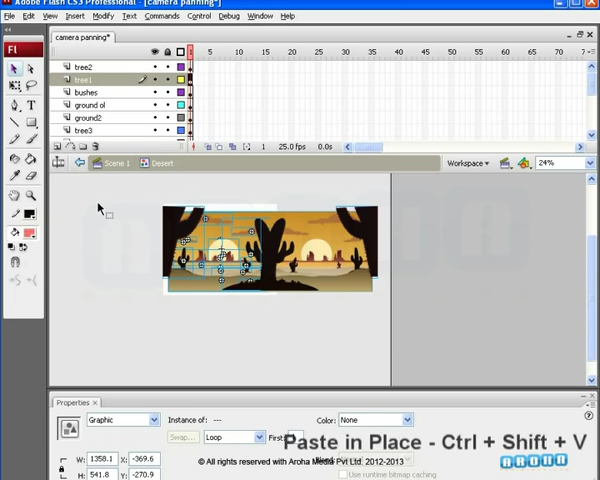 Adobe Flash CS3 Professional - [camera panning*]
File Edit View Insert Modify Text Commands Control Debug Window Help
Fl
camera panning*
5 10 15 20 25 30 35 40 45 50 55 60 65 70 7
tree2
tree1
bushes
ground ol
ground2
tree3
1 25.0 fps 0.0s
Scene 1 Desert Workspace 24%
Properties ×
Graphic Instance of: --- Color: None
Swap... Loop First:
Paste in Place - Ctrl + Shift + V
W: 1358.1 X: -369.6
© All rights reserved with Aroha Media Pvt Ltd. 2012-2013
AROHA
H: 541.8 Y: -270.9
Use runtime bitmap caching